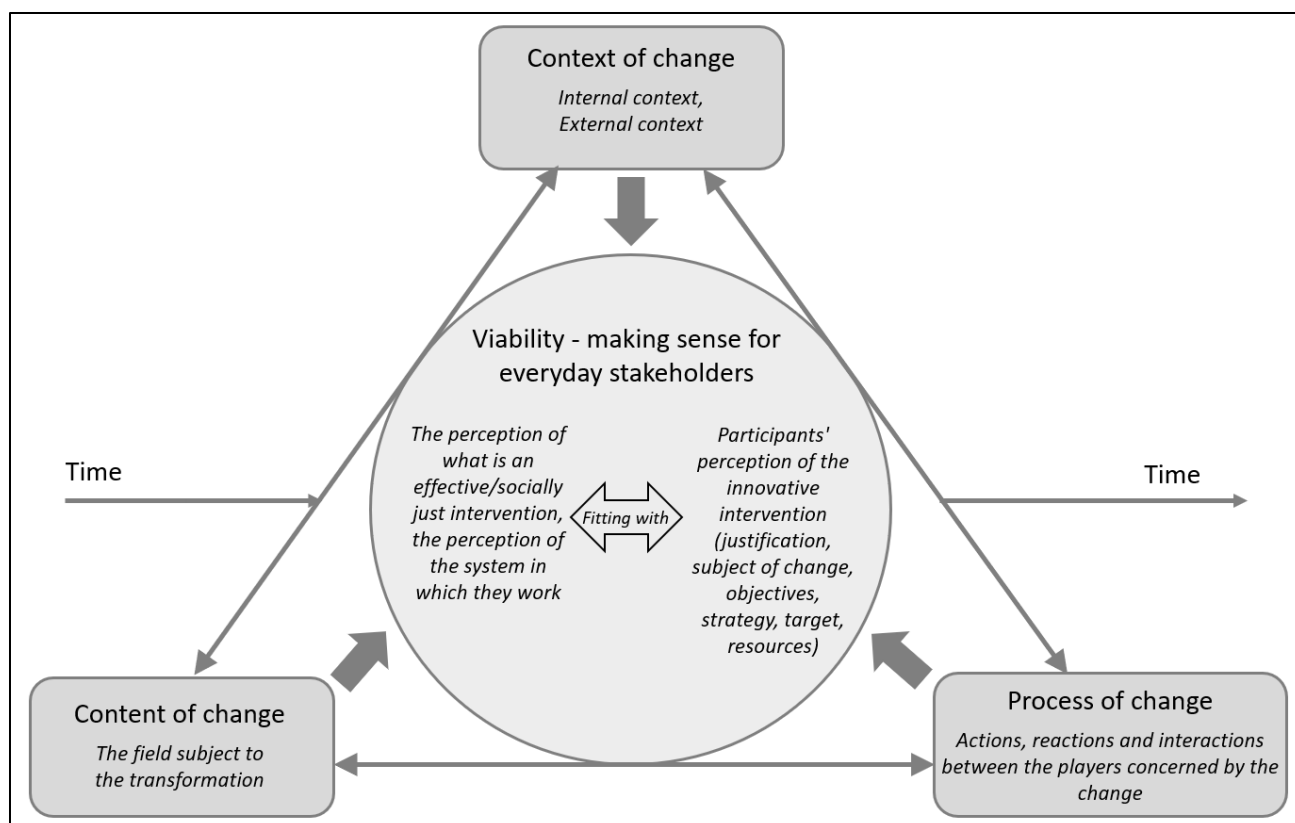 Context of change
Internal context,
External context
Viability - making sense for
everyday stakeholders
The perception of
what is an
effective/socially
just intervention,
the perception of
the system in
which they work
Fitting with
Participants'
perception of the
innovative
intervention
(justification,
subject of change,
objectives,
strategy, target,
resources)
Time
Time
Content of change
The field subject to
the transformation
Process of change
Actions, reactions and interactions
between the players concerned by the
change